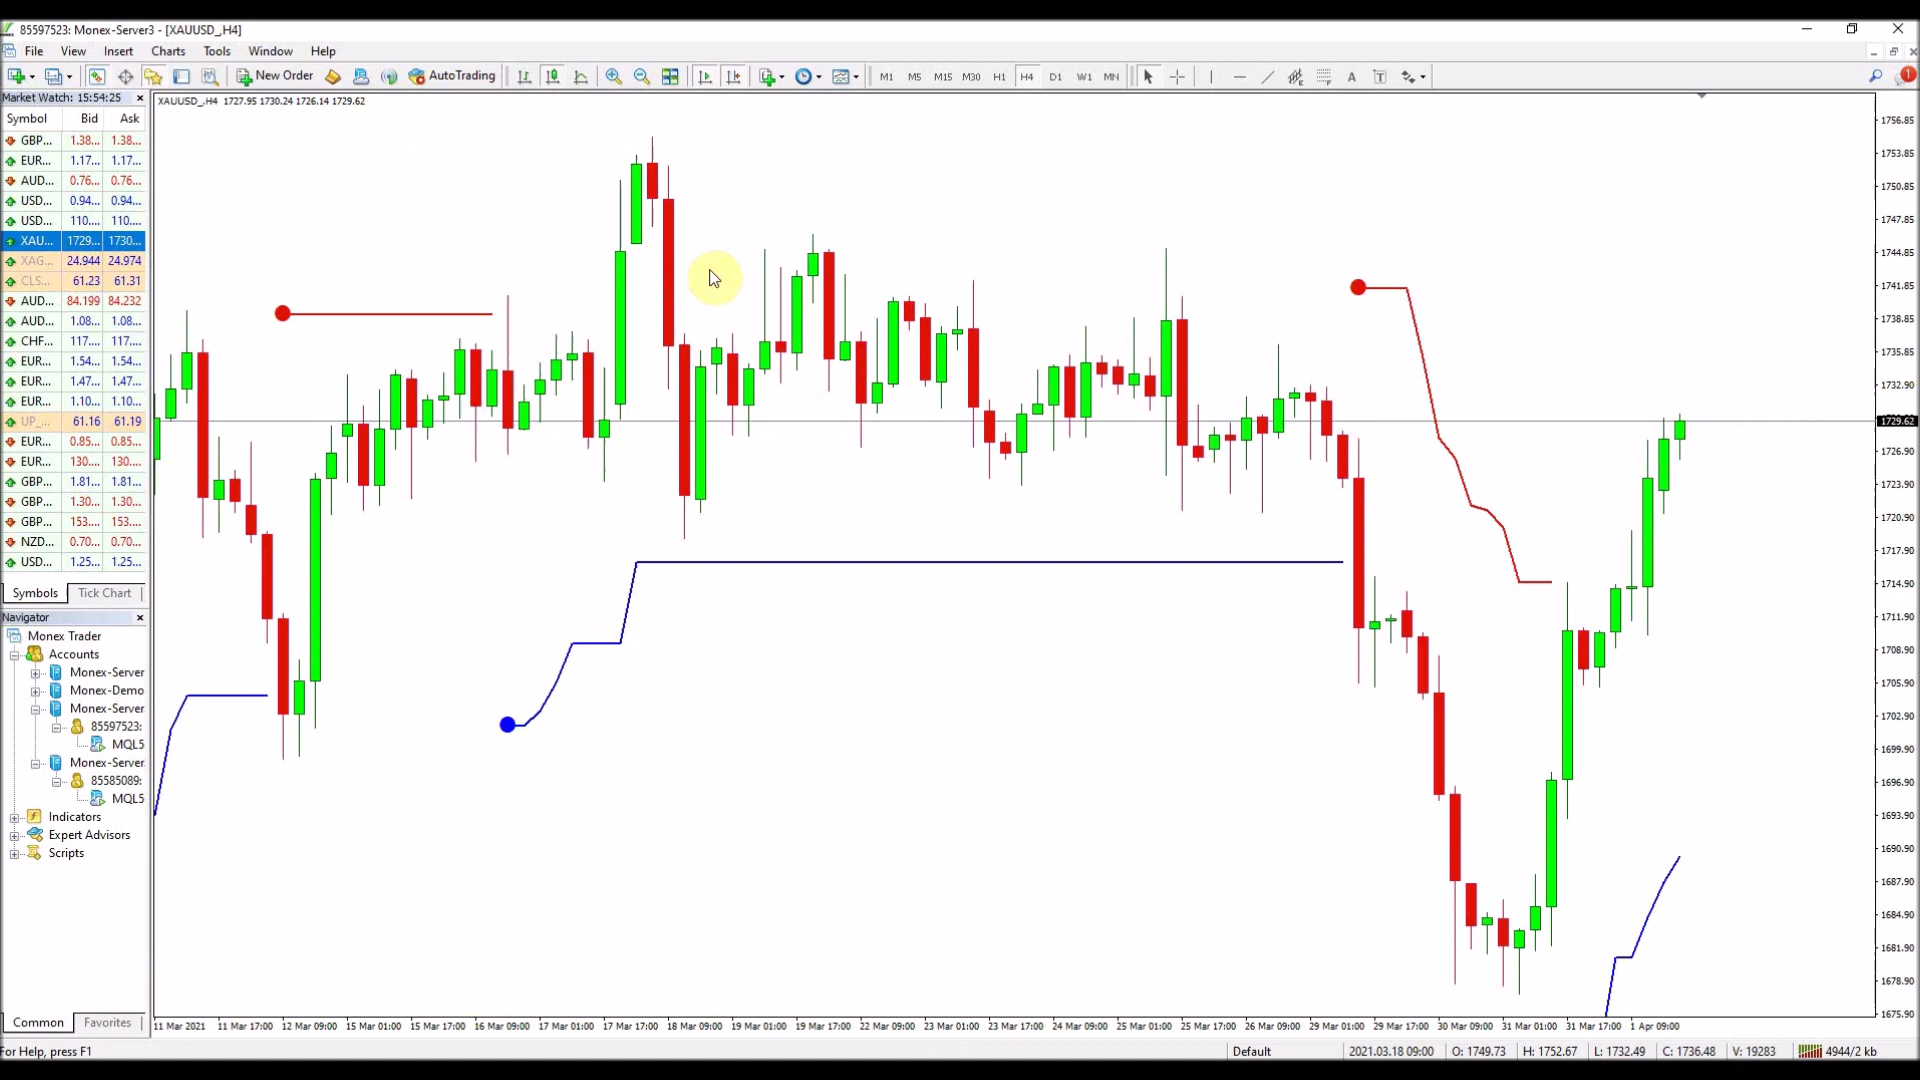 85597523: Monex-Server3 - [XAUUSD_,H4]
File View Insert Charts Tools Window Help
New Order AutoTrading M1 M5 M15 M30 H1 H4 D1 W1 MN A T 1
Market Watch: 15:54:25
Symbol Bid Ask
GBP... 1.38... 1.38...
EUR... 1.17... 1.17...
AUD... 0.76... 0.76...
USD... 0.94... 0.94...
USD... 110.... 110....
XAU... 1729... 1730...
XAG... 24.944 24.974
CLS... 61.23 61.31
AUD... 84.199 84.232
AUD... 1.08... 1.08...
CHF... 117.... 117....
EUR... 1.54... 1.54...
EUR... 1.47... 1.47...
EUR... 1.10... 1.10...
UP_... 61.16 61.19
EUR... 0.85... 0.85...
EUR... 130.... 130....
GBP... 1.81... 1.81...
GBP... 1.30... 1.30...
GBP... 153.... 153....
NZD... 0.70... 0.70...
USD... 1.25... 1.25...
Symbols Tick Chart
Navigator
Monex Trader
Accounts
Monex-Server
Monex-Demo
Monex-Server
85597523:
MQL5
Monex-Server
85585089:
MQL5
Indicators
Expert Advisors
Scripts
Common Favorites
XAUUSD_,H4 1727.95 1730.24 1726.14 1729.62
1756.85
1753.85
1750.85
1747.85
1744.85
1741.85
1738.85
1735.85
1732.90
1729.62
1726.90
1723.90
1720.90
1717.90
1714.90
1711.90
1708.90
1705.90
1702.90
1699.90
1696.90
1693.90
1690.90
1687.90
1684.90
1681.90
1678.90
1675.90
11 Mar 2021 11 Mar 17:00 12 Mar 09:00 15 Mar 01:00 15 Mar 17:00 16 Mar 09:00 17 Mar 01:00 17 Mar 17:00 18 Mar 09:00 19 Mar 01:00 19 Mar 17:00 22 Mar 09:00 23 Mar 01:00 23 Mar 17:00 24 Mar 09:00 25 Mar 01:00 25 Mar 17:00 26 Mar 09:00 29 Mar 01:00 29 Mar 17:00 30 Mar 09:00 31 Mar 01:00 31 Mar 17:00 1 Apr 09:00
For Help, press F1 Default 2021.03.18 09:00 O: 1749.73 H: 1752.67 L: 1732.49 C: 1736.48 V: 19283 4944/2 kb